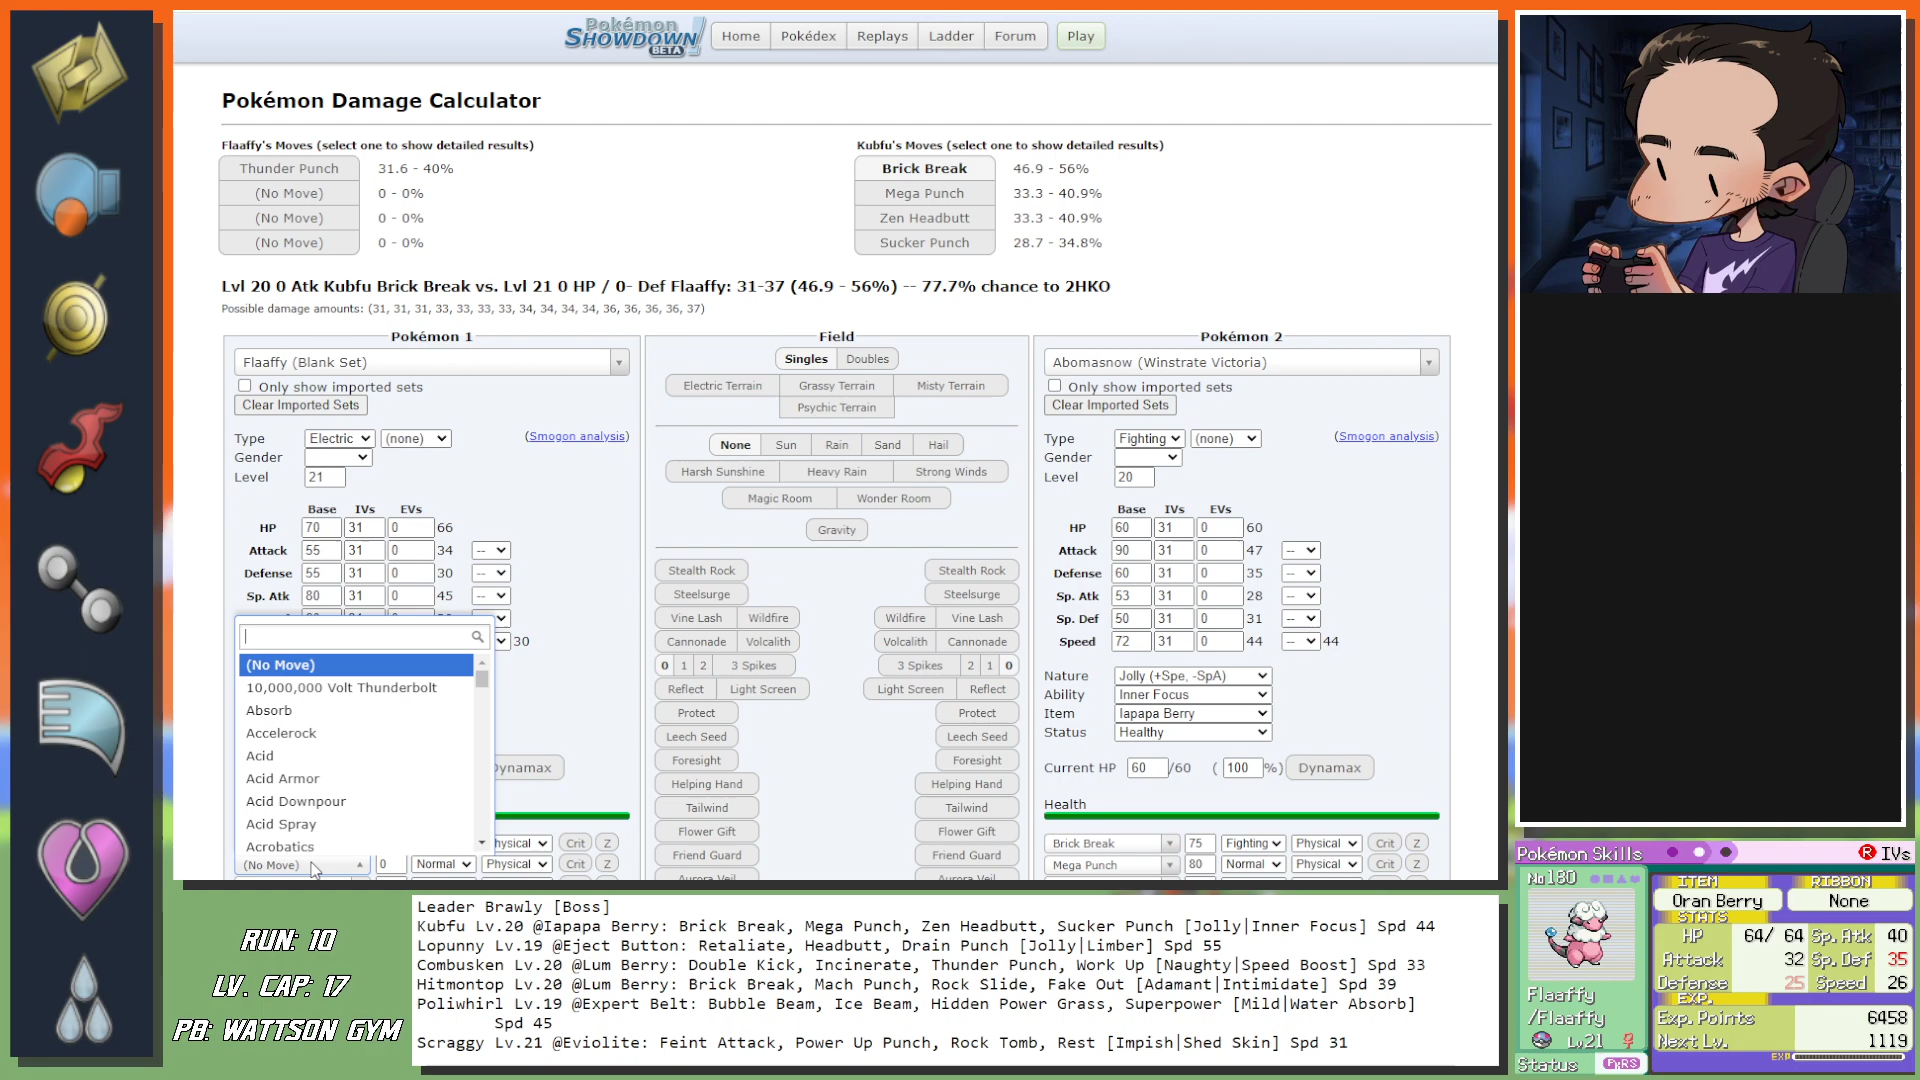 Pokémon
SHOWDOWN!
BETA
Home
Pokédex
Replays
Ladder
Forum
Play
Pokémon Damage Calculator
Flaaffy's Moves (select one to show detailed results)
Thunder Punch 31.6 - 40%
(No Move) 0 - 0%
(No Move) 0 - 0%
(No Move) 0 - 0%
Kubfu's Moves (select one to show detailed results)
Brick Break 46.9 - 56%
Mega Punch 33.3 - 40.9%
Zen Headbutt 33.3 - 40.9%
Sucker Punch 28.7 - 34.8%
Lvl 20 0 Atk Kubfu Brick Break vs. Lvl 21 0 HP / 0- Def Flaaffy: 31-37 (46.9 - 56%) -- 77.7% chance to 2HKO
Possible damage amounts: (31, 31, 31, 33, 33, 33, 33, 34, 34, 34, 34, 36, 36, 36, 36, 37)
Pokémon 1
Flaaffy (Blank Set)
Only show imported sets
Clear Imported Sets
Type Electric (none) (Smogon analysis)
Gender
Level 21
Base IVs EVs
HP 70 31 0 66
Attack 55 31 0 34 --
Defense 55 31 0 30 --
Sp. Atk 80 31 0 45 --
30
(No Move)
10,000,000 Volt Thunderbolt
Absorb
Accelerock
Acid
Acid Armor
Acid Downpour
Acid Spray
Acrobatics
Dynamax
hysical Crit Z
(No Move) 0 Normal Physical Crit Z
Field
Singles Doubles
Electric Terrain Grassy Terrain Misty Terrain
Psychic Terrain
None Sun Rain Sand Hail
Harsh Sunshine Heavy Rain Strong Winds
Magic Room Wonder Room
Gravity
Stealth Rock Stealth Rock
Steelsurge Steelsurge
Vine Lash Wildfire Wildfire Vine Lash
Cannonade Volcalith Volcalith Cannonade
0 1 2 3 Spikes 3 Spikes 2 1 0
Reflect Light Screen Light Screen Reflect
Protect Protect
Leech Seed Leech Seed
Foresight Foresight
Helping Hand Helping Hand
Tailwind Tailwind
Flower Gift Flower Gift
Friend Guard Friend Guard
Aurora Veil Aurora Veil
Pokémon 2
Abomasnow (Winstrate Victoria)
Only show imported sets
Clear Imported Sets
Type Fighting (none) (Smogon analysis)
Gender
Level 20
Base IVs EVs
HP 60 31 0 60
Attack 90 31 0 47 --
Defense 60 31 0 35 --
Sp. Atk 53 31 0 28 --
Sp. Def 50 31 0 31 --
Speed 72 31 0 44 -- 44
Nature Jolly (+Spe, -SpA)
Ability Inner Focus
Item Iapapa Berry
Status Healthy
Current HP 60 /60 ( 100 %) Dynamax
Health
Brick Break 75 Fighting Physical Crit Z
Mega Punch 80 Normal Physical Crit Z
RUN: 10
LV. CAP: 17
PB: WATTSON GYM
Leader Brawly [Boss]
Kubfu Lv.20 @Iapapa Berry: Brick Break, Mega Punch, Zen Headbutt, Sucker Punch [Jolly|Inner Focus] Spd 44
Lopunny Lv.19 @Eject Button: Retaliate, Headbutt, Drain Punch [Jolly|Limber] Spd 55
Combusken Lv.20 @Lum Berry: Double Kick, Incinerate, Thunder Punch, Work Up [Naughty|Speed Boost] Spd 33
Hitmontop Lv.20 @Lum Berry: Brick Break, Mach Punch, Rock Slide, Fake Out [Adamant|Intimidate] Spd 39
Poliwhirl Lv.19 @Expert Belt: Bubble Beam, Ice Beam, Hidden Power Grass, Superpower [Mild|Water Absorb]
Spd 45
Scraggy Lv.21 @Eviolite: Feint Attack, Power Up Punch, Rock Tomb, Rest [Impish|Shed Skin] Spd 31
Pokémon Skills
R IVs
No180
Flaaffy
/Flaaffy
Lv21 ♀
Status PKRS
ITEM RIBBON
Oran Berry None
STATS
HP 64/ 64 Sp.Atk 40
Attack 32 Sp.Def 35
Defense 25 Speed 26
EXP.
Exp. Points 6458
Next Lv. 1119
EXP